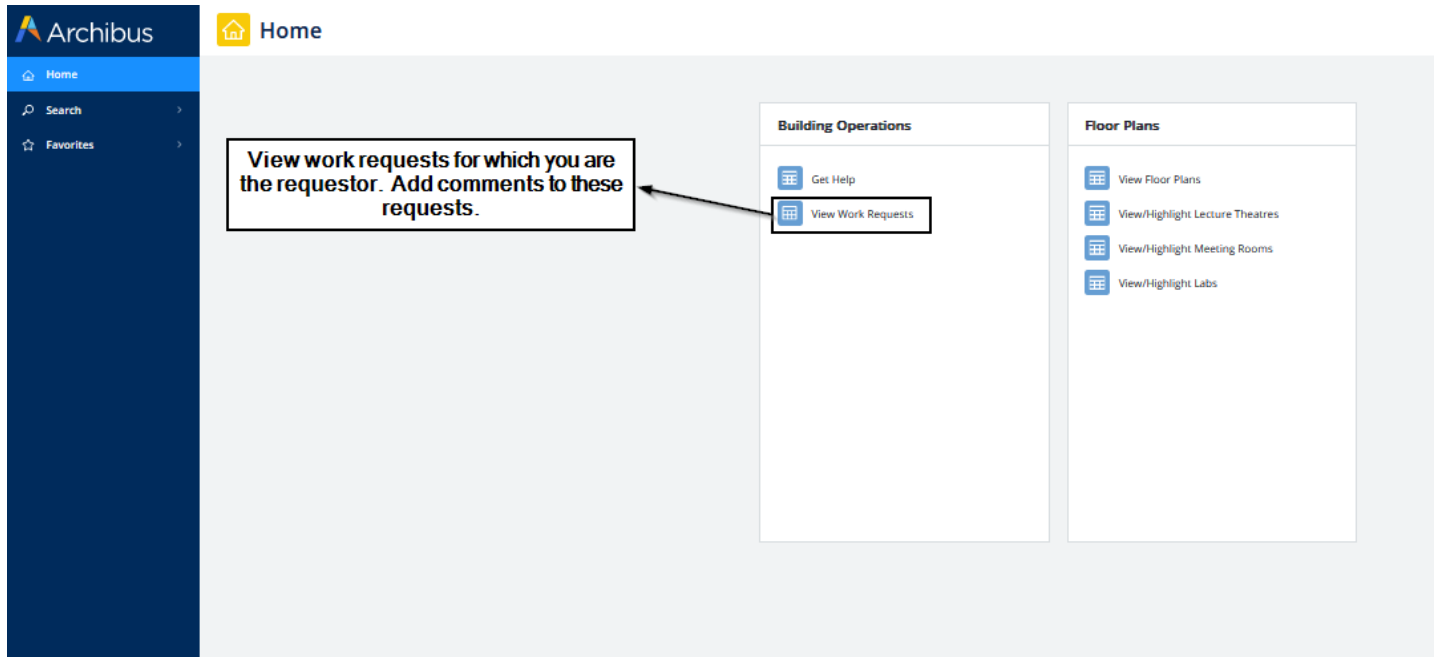 Archibus
Home
Home
Search
Favorites
View work requests for which you are
the requestor. Add comments to these
requests.
Building Operations
Get Help
View Work Requests
Floor Plans
View Floor Plans
View/Highlight Lecture Theatres
View/Highlight Meeting Rooms
View/Highlight Labs